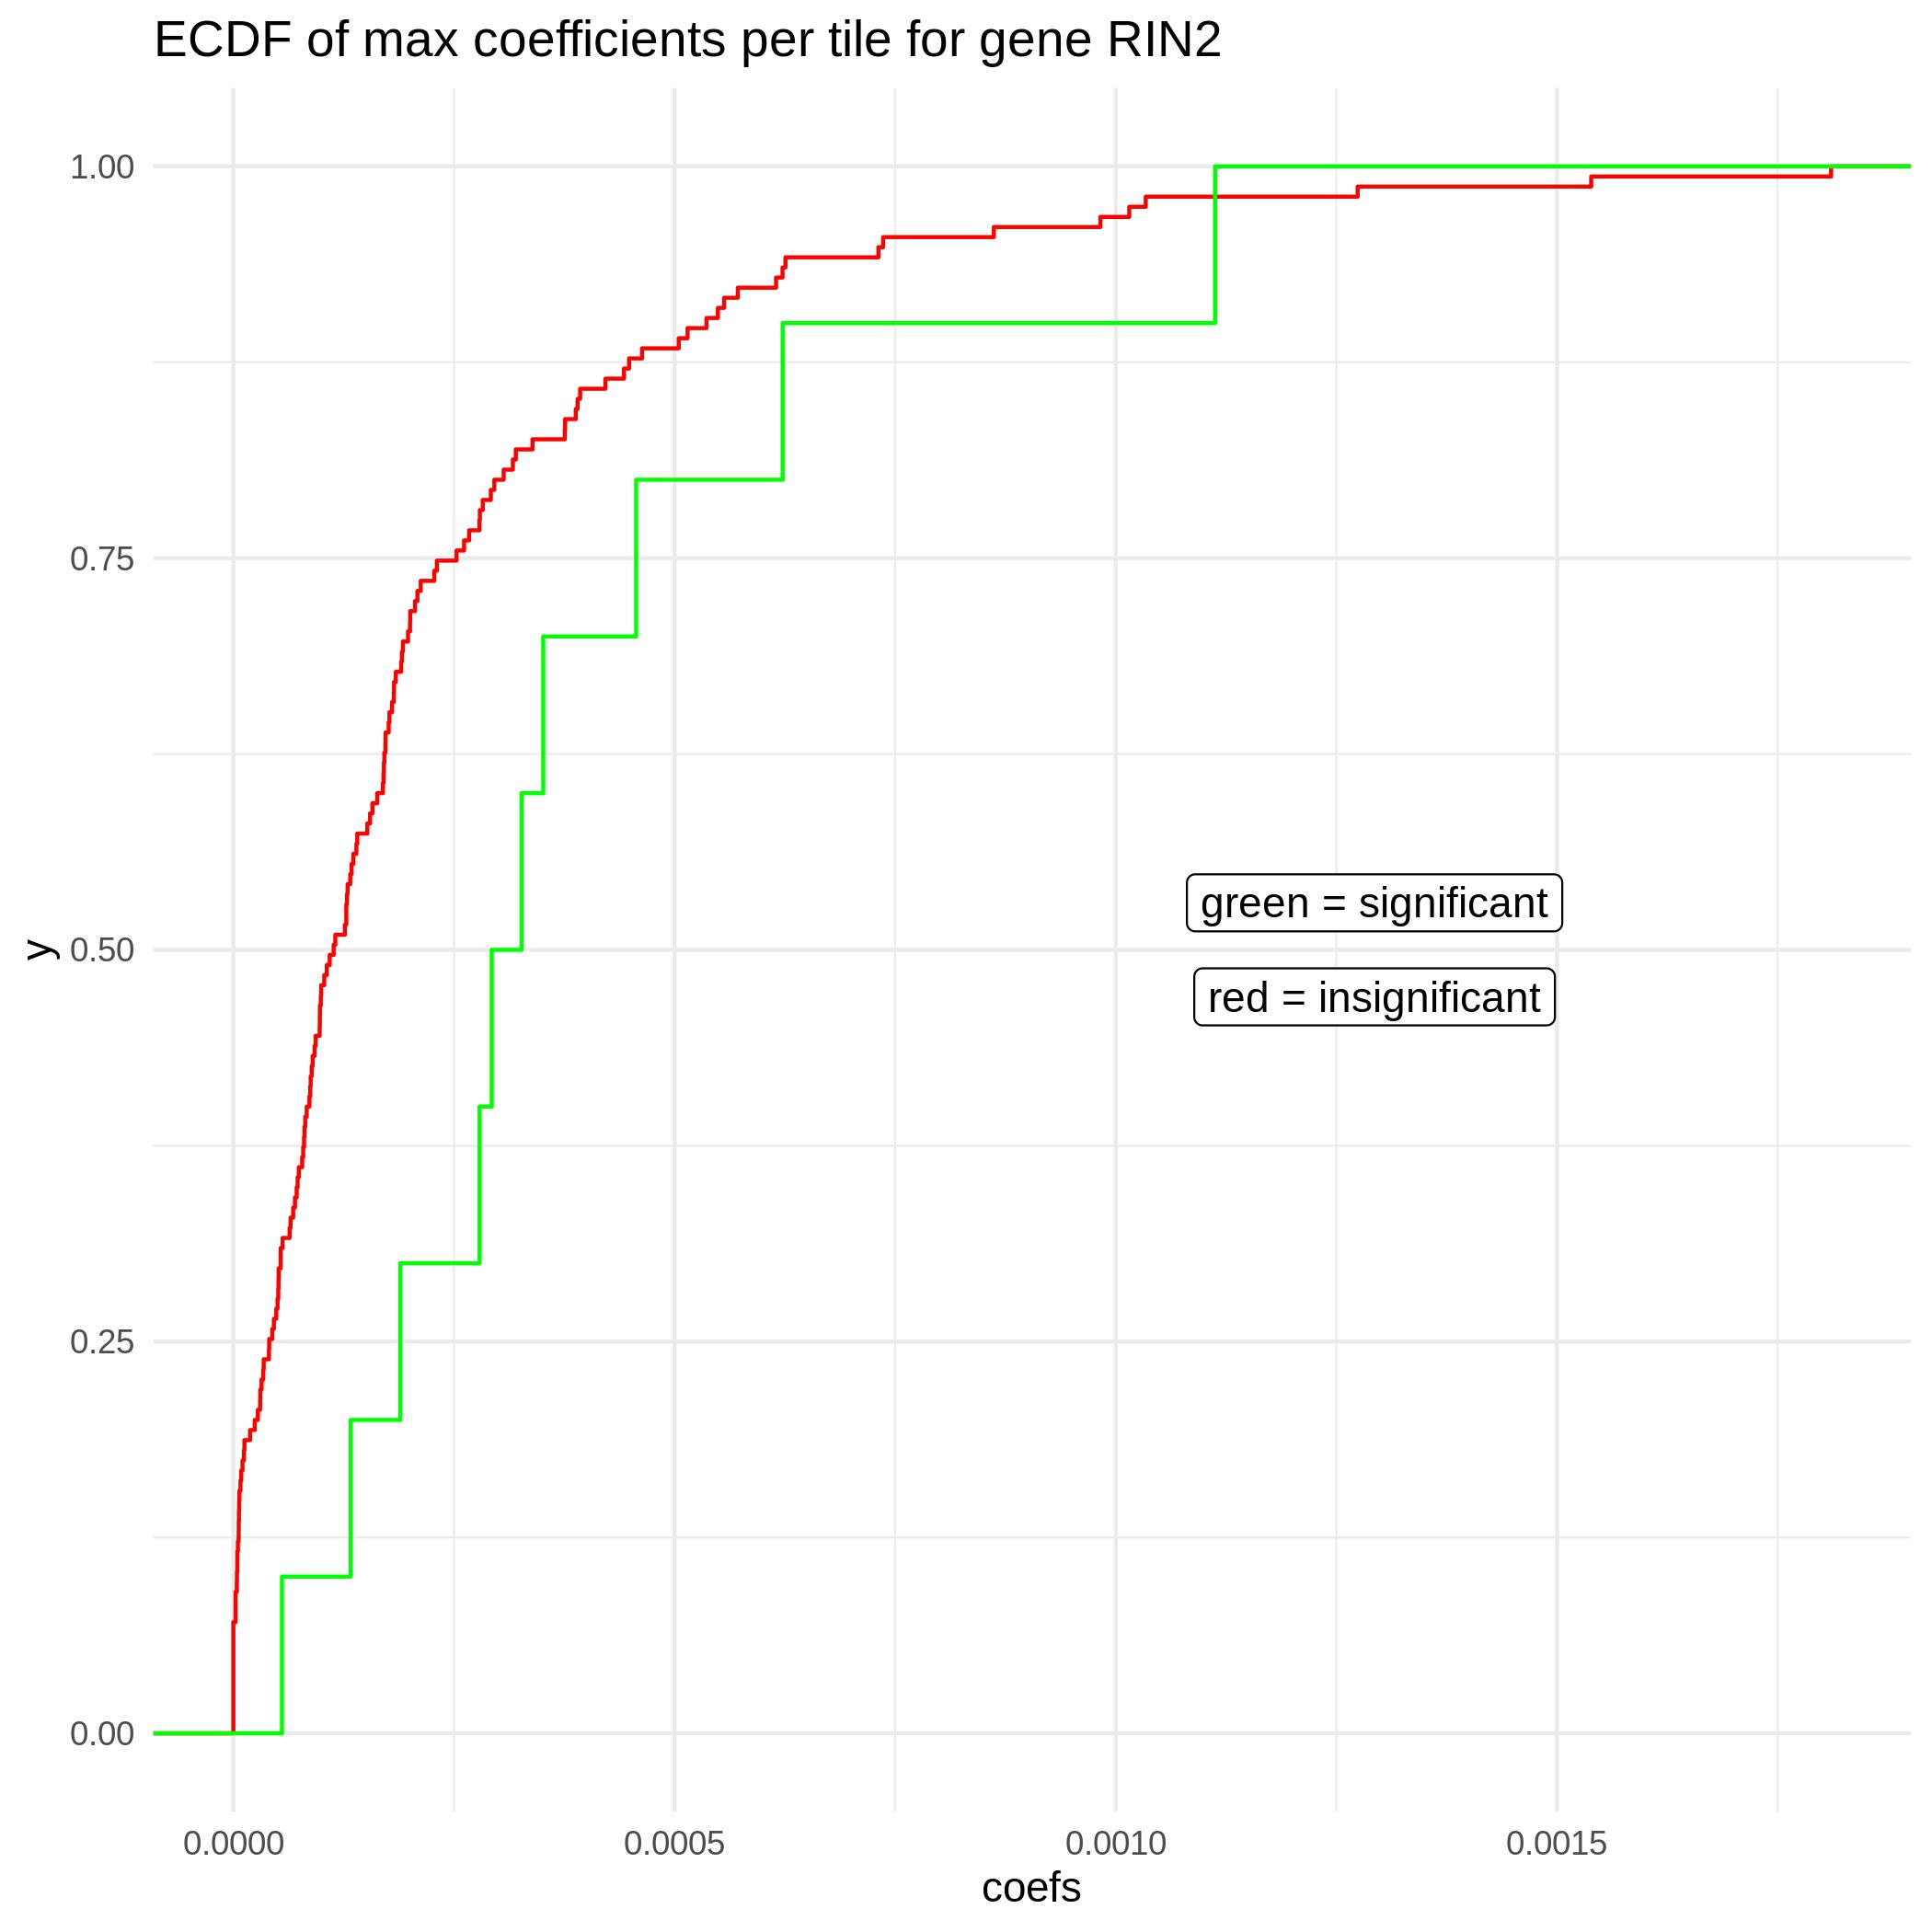 ECDF of max coefficients per tile for gene RIN2
1.00
0.75
0.50
0.25
0.00
y
green = significant
red = insignificant
0.0000
0.0005
0.0010
0.0015
coefs